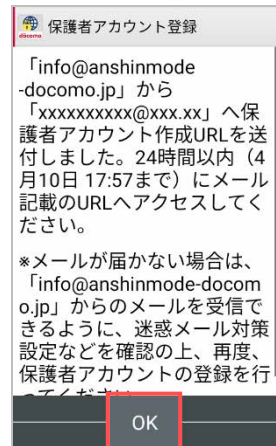 docomo
保護者アカウント登録
「info@anshinmode
-docomo.jp」から
「xxxxxxxxxx@xxx.xx」へ保
護者アカウント作成URLを送
付しました。24時間以内（4
月10日 17:57まで）にメール
記載のURLへアクセスしてく
ださい。
※メールが届かない場合は、
「info@anshinmode-docom
o.jp」からのメールを受信で
きるように、迷惑メール対策
設定などを確認の上、再度、
保護者アカウントの登録を行
ってください。
OK